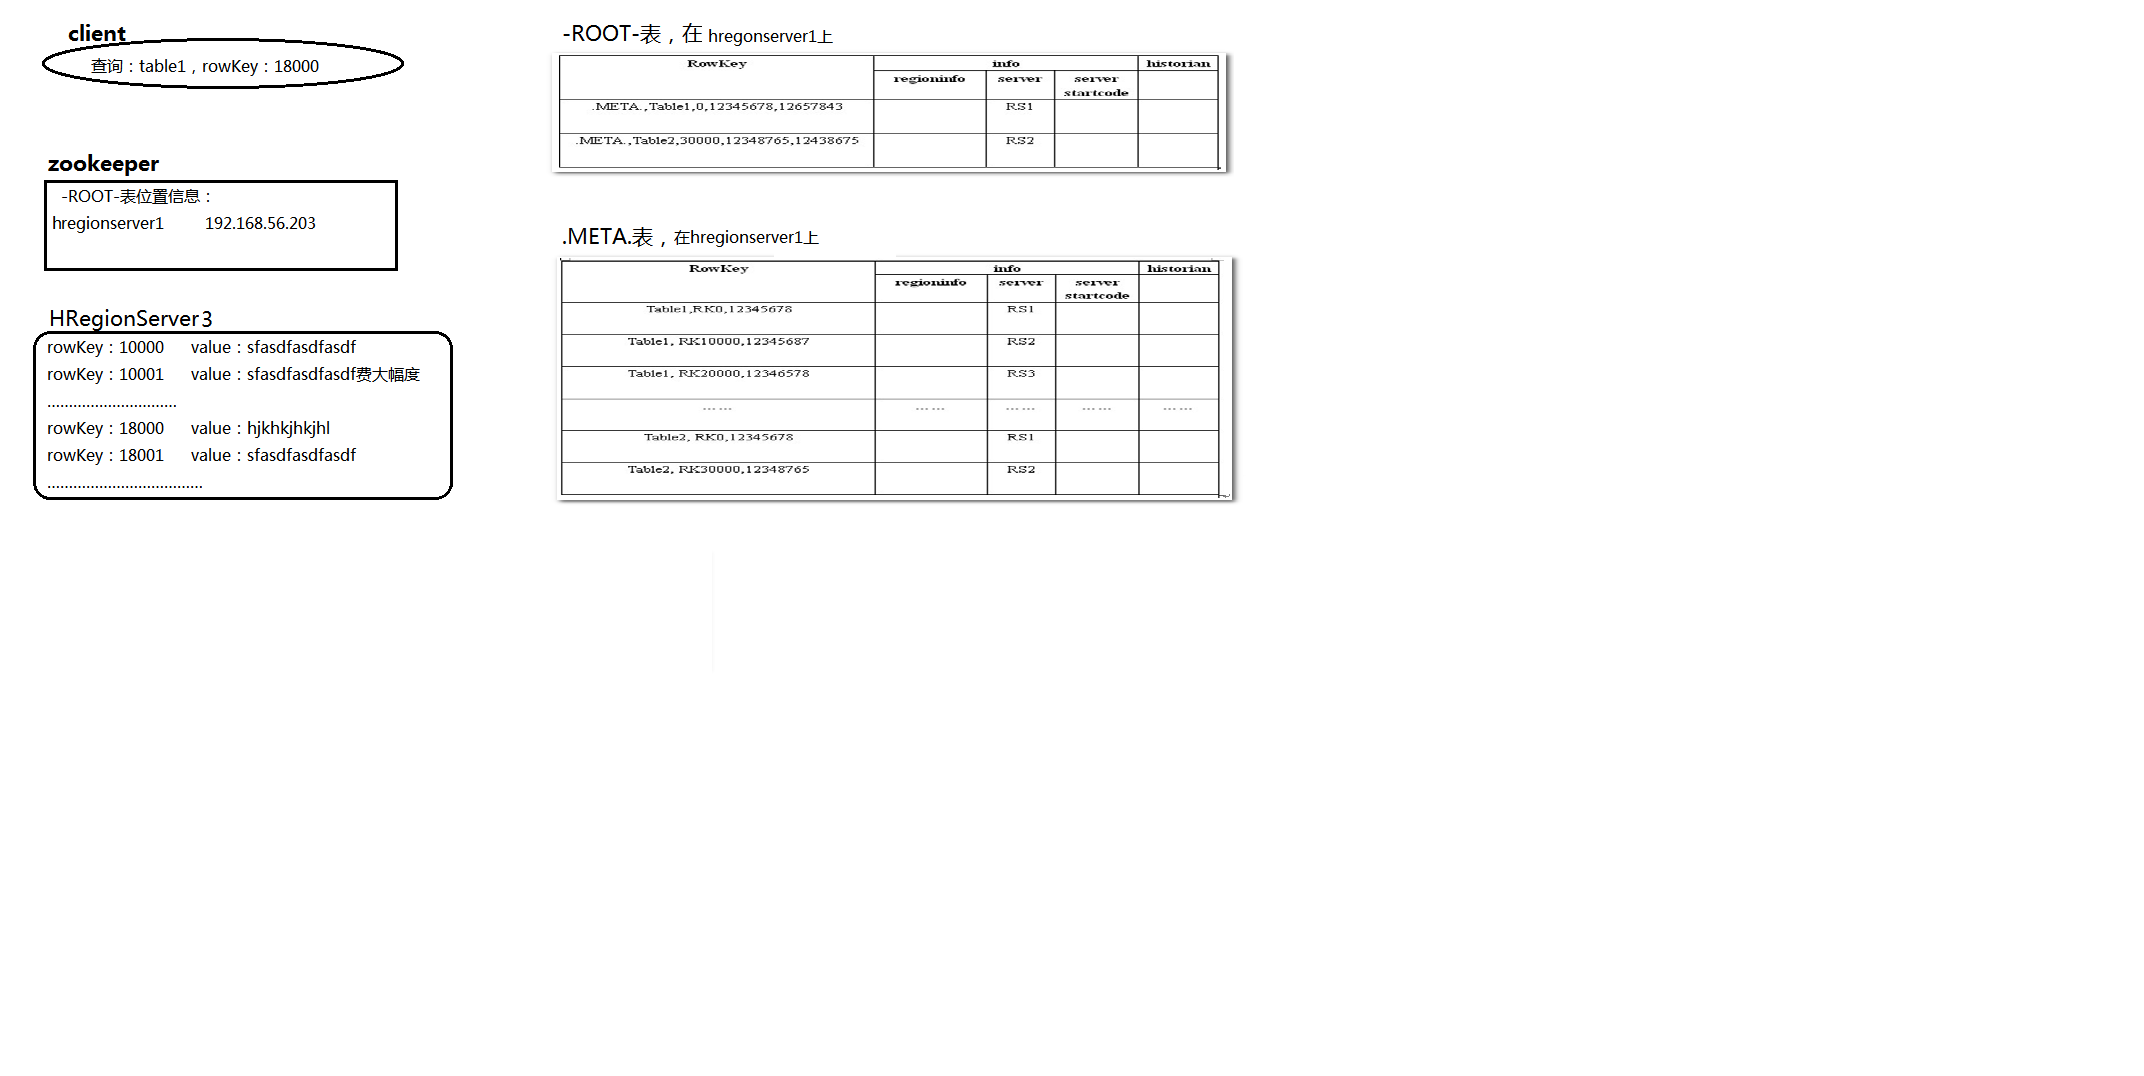 client
查询：table1，rowKey：18000
zookeeper
-ROOT-表位置信息：
hregionserver1 192.168.56.203
HRegionServer3
rowKey：10000 value：sfasdfasdfasdf
rowKey：10001 value：sfasdfasdfasdf费大幅度
..............................
rowKey：18000 value：hjkhkjhkjhl
rowKey：18001 value：sfasdfasdfasdf
....................................
-ROOT-表，在 hregonserver1上
RowKey info historian
regioninfo server server startcode
.META.,Table1,0,12345678,12657843 RS1
.META.,Table2,30000,12348765,12438675 RS2
.META.表，在hregionserver1上
RowKey info historian
regioninfo server server startcode
Table1,RK0,12345678 RS1
Table1, RK10000,12345687 RS2
Table1, RK20000,12346578 RS3
…… …… …… …… ……
Table2, RK0,12345678 RS1
Table2, RK30000,12348765 RS2